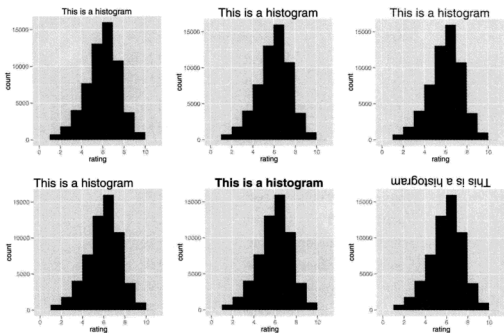 This is a histogram
15000-
10000-
5000-
0-
count
0 2 4 6 8 10
rating
This is a histogram
15000-
10000-
5000-
0-
count
0 2 4 6 8 10
rating
This is a histogram
15000-
10000-
5000-
0-
count
0 2 4 6 8 10
rating
This is a histogram
15000-
10000-
5000-
0-
count
0 2 4 6 8 10
rating
This is a histogram
15000-
10000-
5000-
0-
count
0 2 4 6 8 10
rating
This is a histogram
15000-
10000-
5000-
0-
count
0 2 4 6 8 10
rating